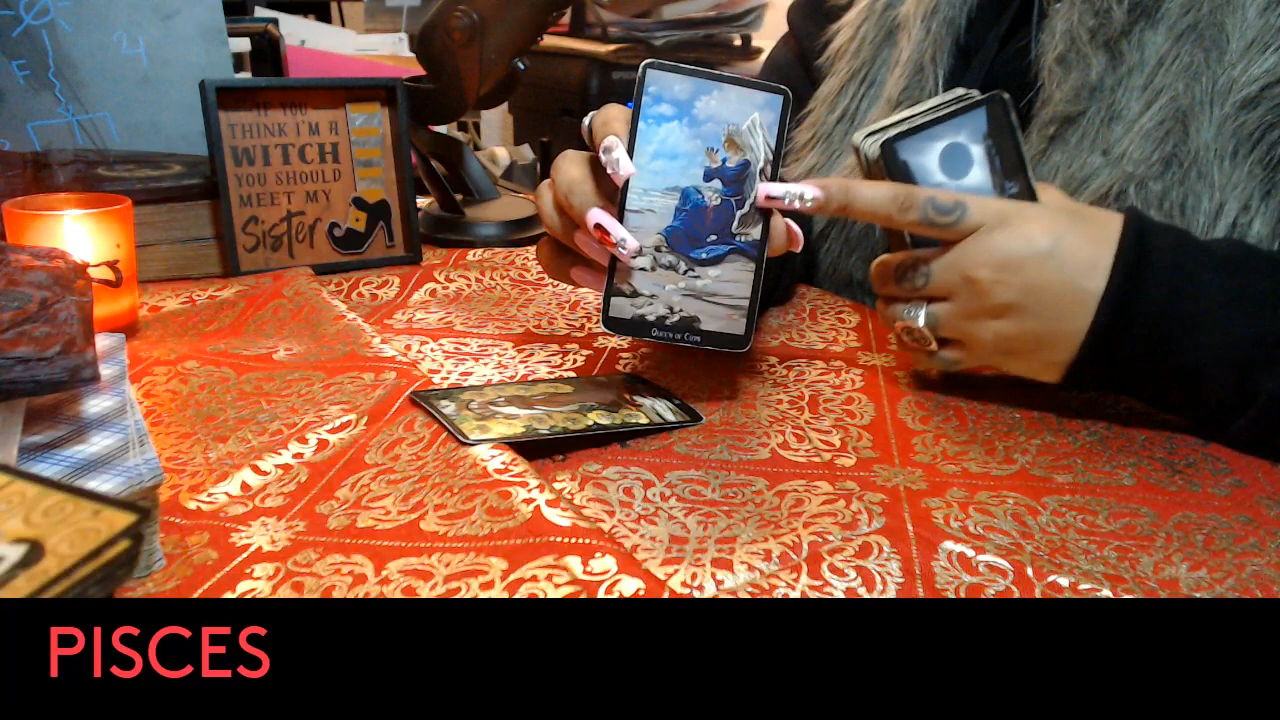 IF YOU
THINK I'M A
WITCH
YOU SHOULD
MEET MY
Sister
QUEEN OF CUPS
PISCES